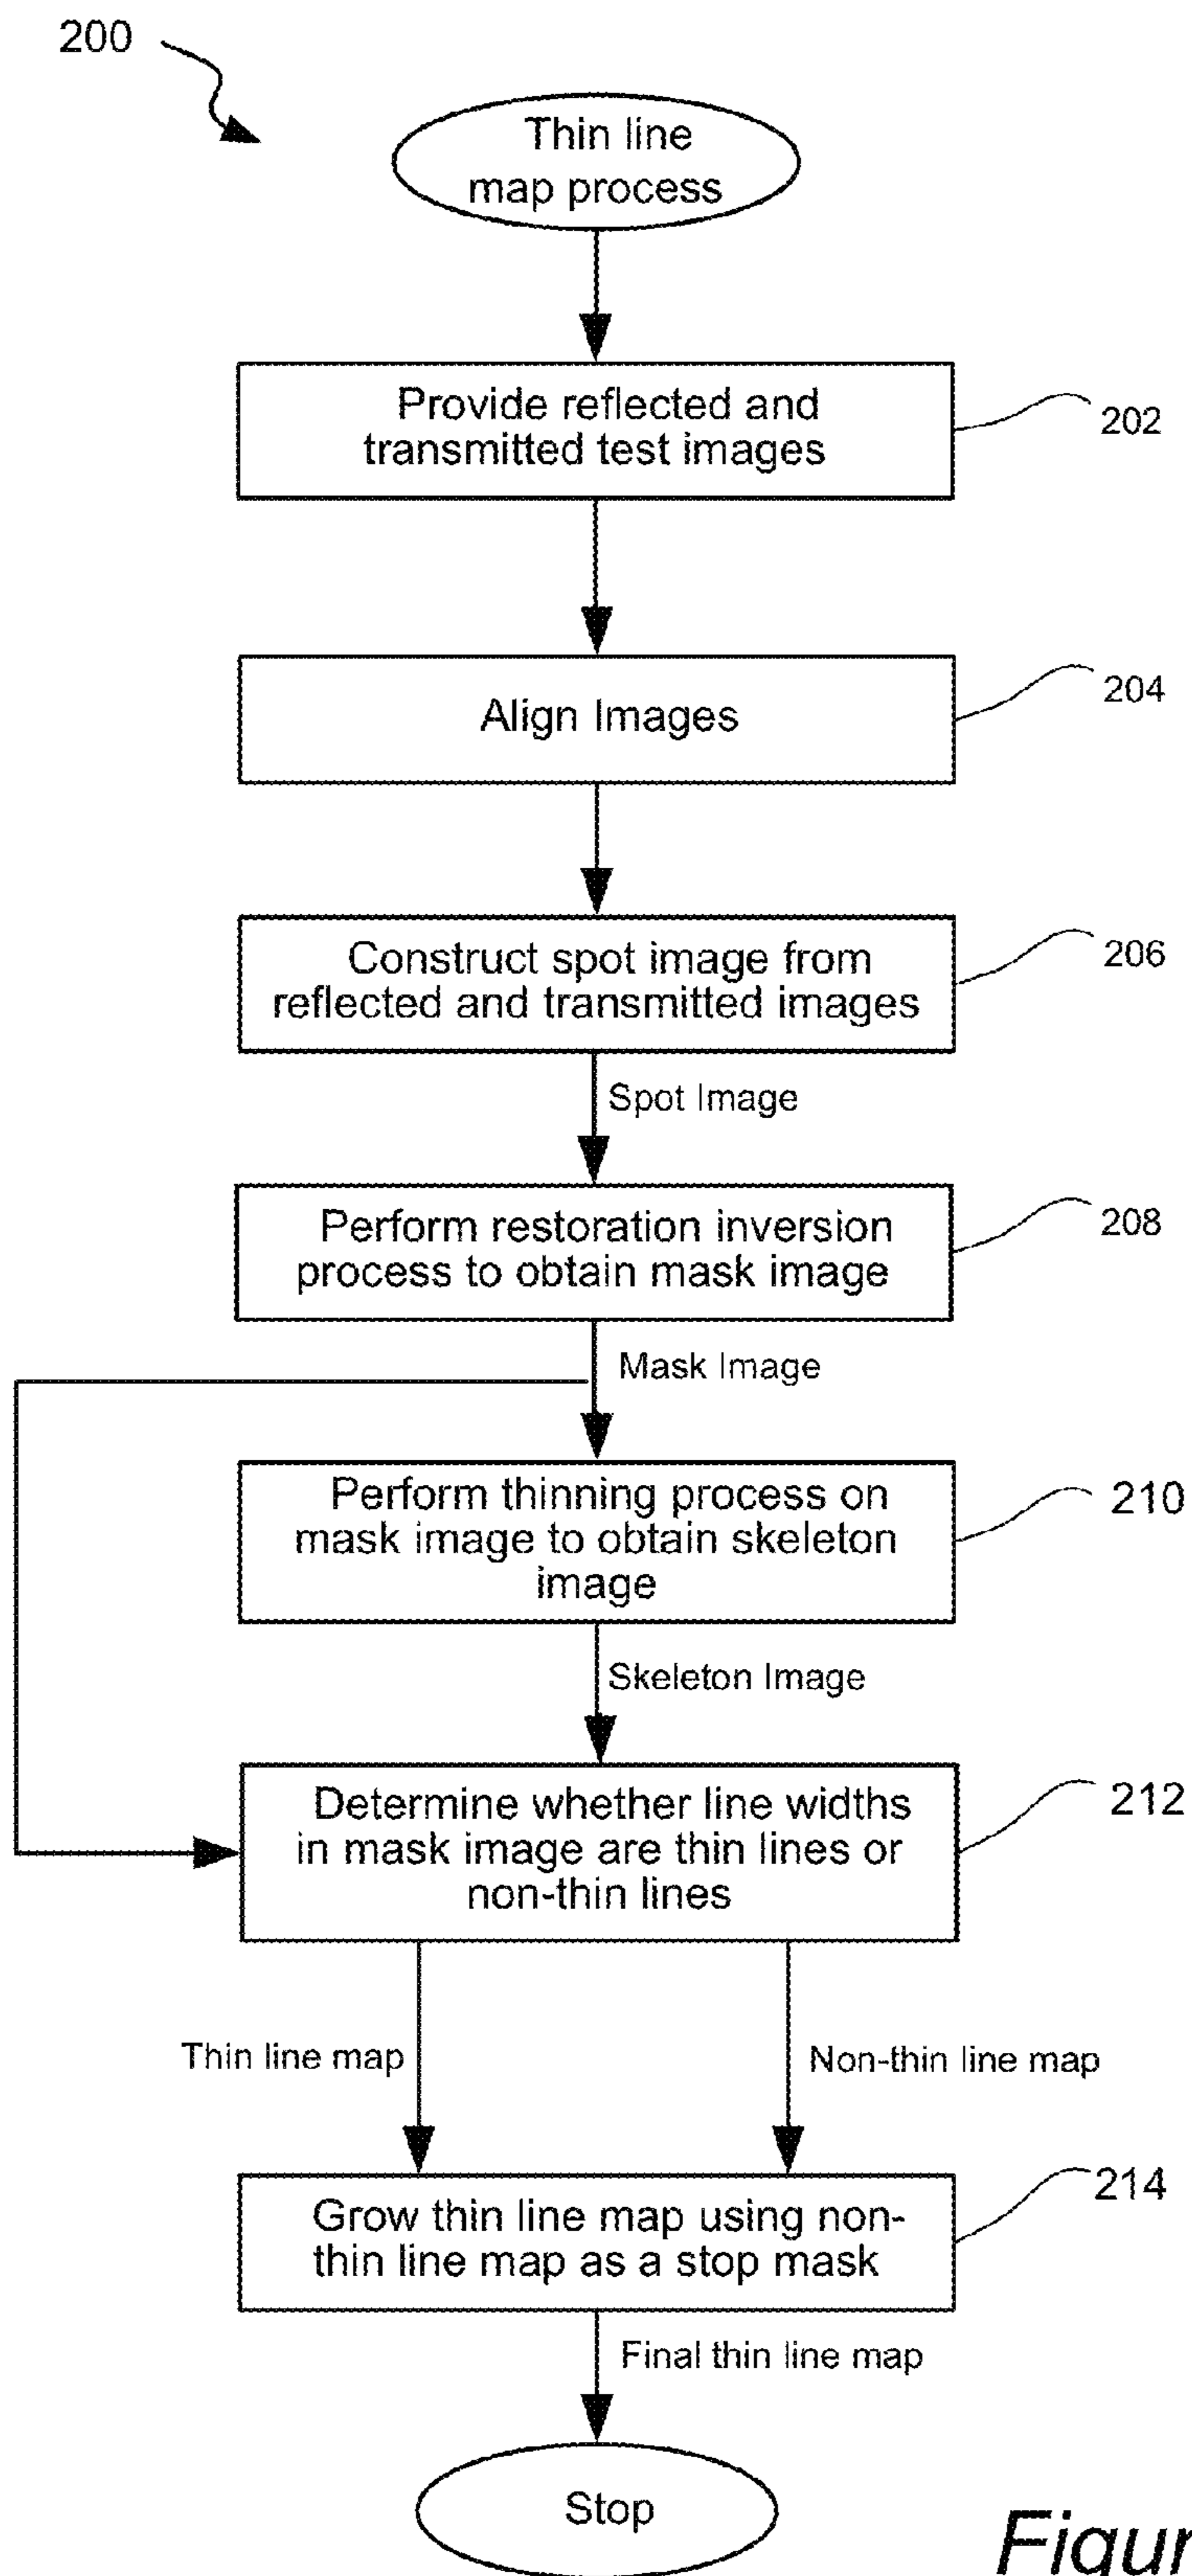 200
Thin line
map process
Provide reflected and
transmitted test images
202
Align Images
204
Construct spot image from
reflected and transmitted images
206
Spot Image
Perform restoration inversion
process to obtain mask image
208
Mask Image
Perform thinning process on
mask image to obtain skeleton
image
210
Skeleton Image
Determine whether line widths
in mask image are thin lines or
non-thin lines
212
Thin line map
Non-thin line map
Grow thin line map using non-
thin line map as a stop mask
214
Final thin line map
Stop